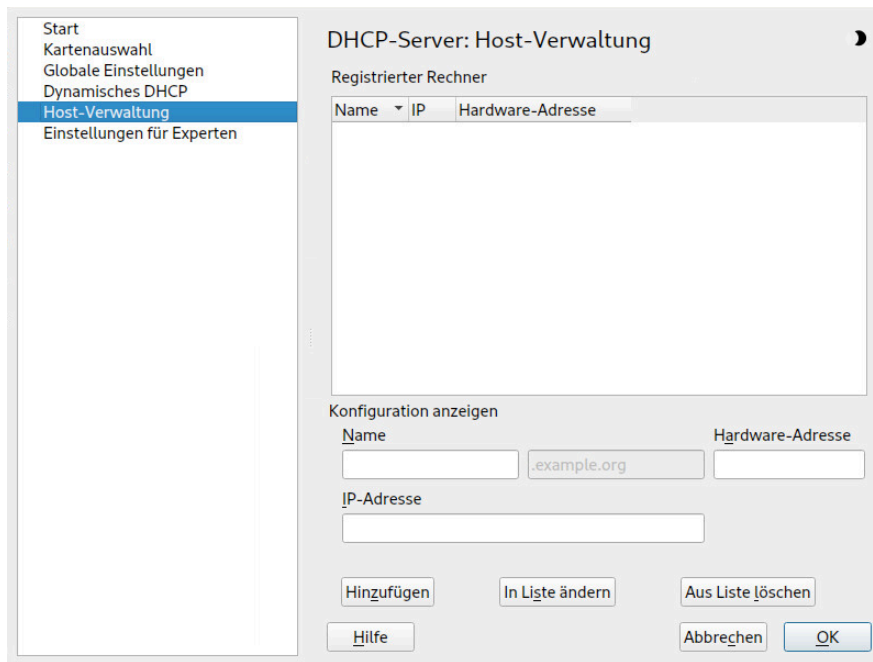 Start
Kartenauswahl
Globale Einstellungen
Dynamisches DHCP
Host-Verwaltung
Einstellungen für Experten
DHCP-Server: Host-Verwaltung
Registrierter Rechner
Name IP Hardware-Adresse
Konfiguration anzeigen
Name Hardware-Adresse
.example.org
IP-Adresse
Hinzufügen In Liste ändern Aus Liste löschen
Hilfe Abbrechen OK